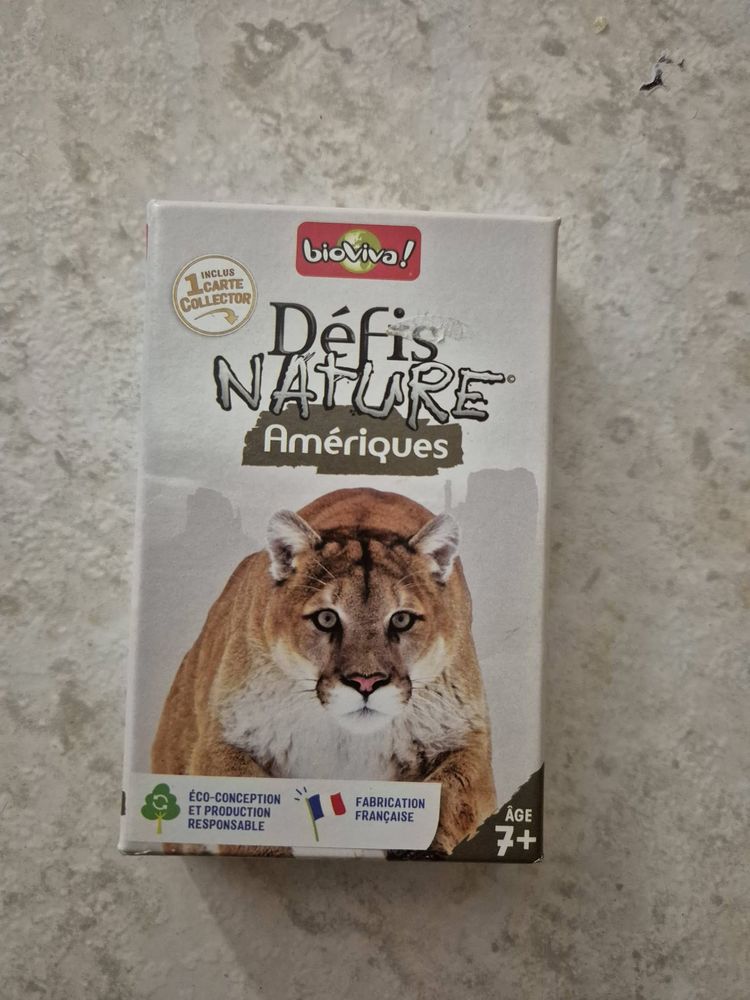 bioviva!
INCLUS
1 CARTE
COLLECTOR
Défis
NATURE©
Amériques
ÉCO-CONCEPTION
ET PRODUCTION
RESPONSABLE
FABRICATION
FRANÇAISE
ÂGE
7+